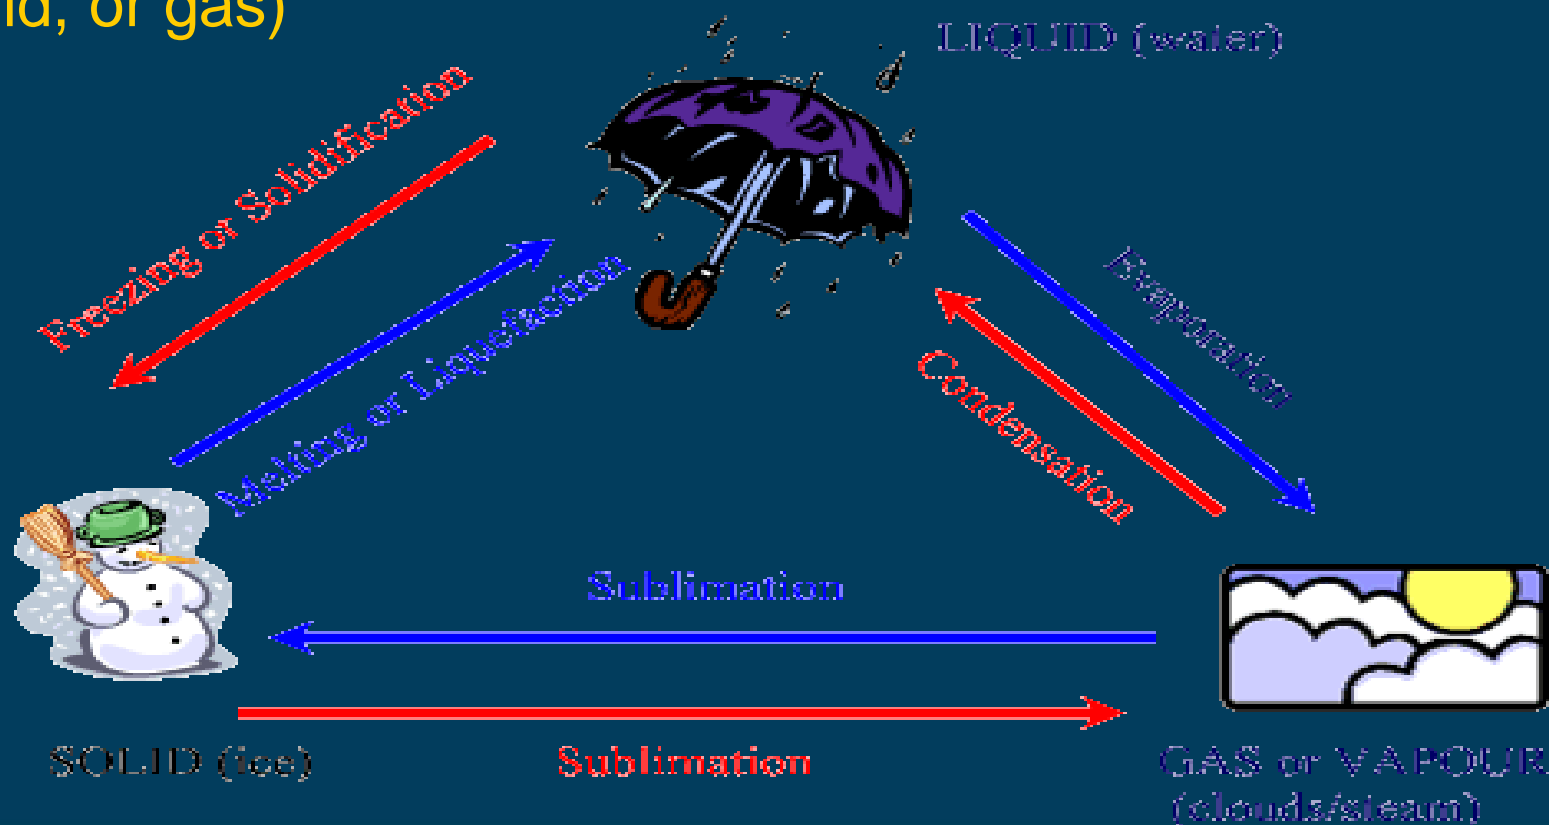 id, or gas)
LIQUID (water)
Freezing or Solidification
Melting or Liquefaction
Evaporation
Condensation
Sublimation
Sublimation
SOLID (ice)
GAS or VAPOUR
(clouds/steam)